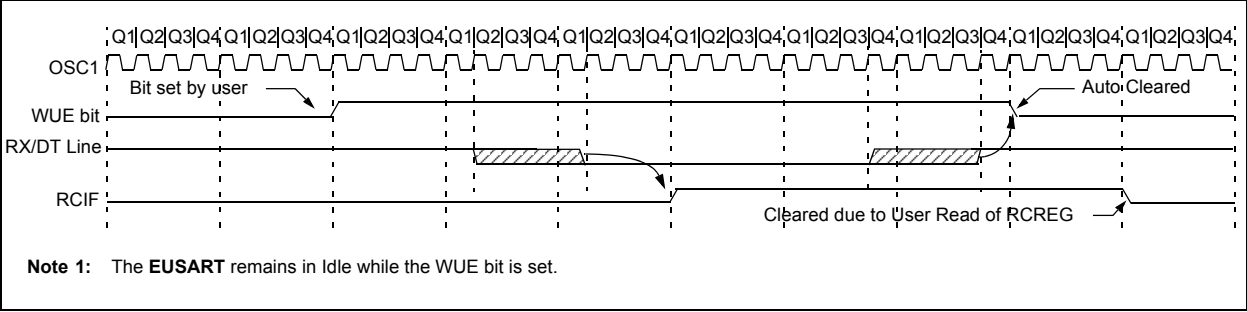 Q1 Q2 Q3 Q4 Q1 Q2 Q3 Q4 Q1 Q2 Q3 Q4 Q1 Q2 Q3 Q4 Q1 Q2 Q3 Q4 Q1 Q2 Q3 Q4 Q1 Q2 Q3 Q4 Q1 Q2 Q3 Q4 Q1 Q2 Q3 Q4 Q1 Q2 Q3 Q4
OSC1
Bit set by user
Auto Cleared
WUE bit
RX/DT Line
RCIF
Cleared due to User Read of RCREG
Note 1: The EUSART remains in Idle while the WUE bit is set.